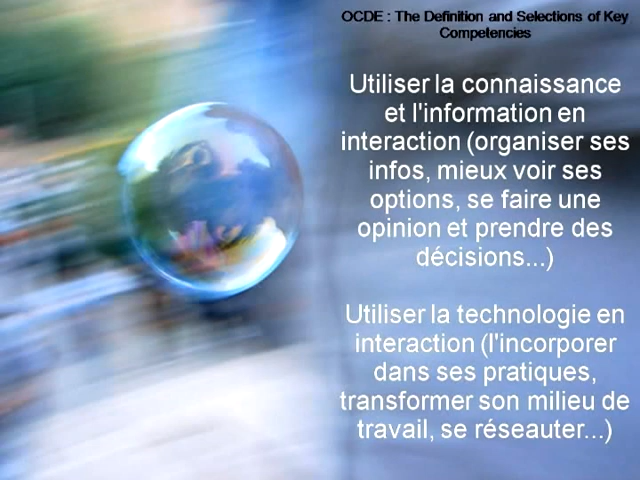 OCDE : The Definition and Selections of Key
Competencies
Utiliser la connaissance
et l'information en
interaction (organiser ses
infos, mieux voir ses
options, se faire une
opinion et prendre des
décisions...)
Utiliser la technologie en
interaction (l'incorporer
dans ses pratiques,
transformer son milieu de
travail, se réseauter...)